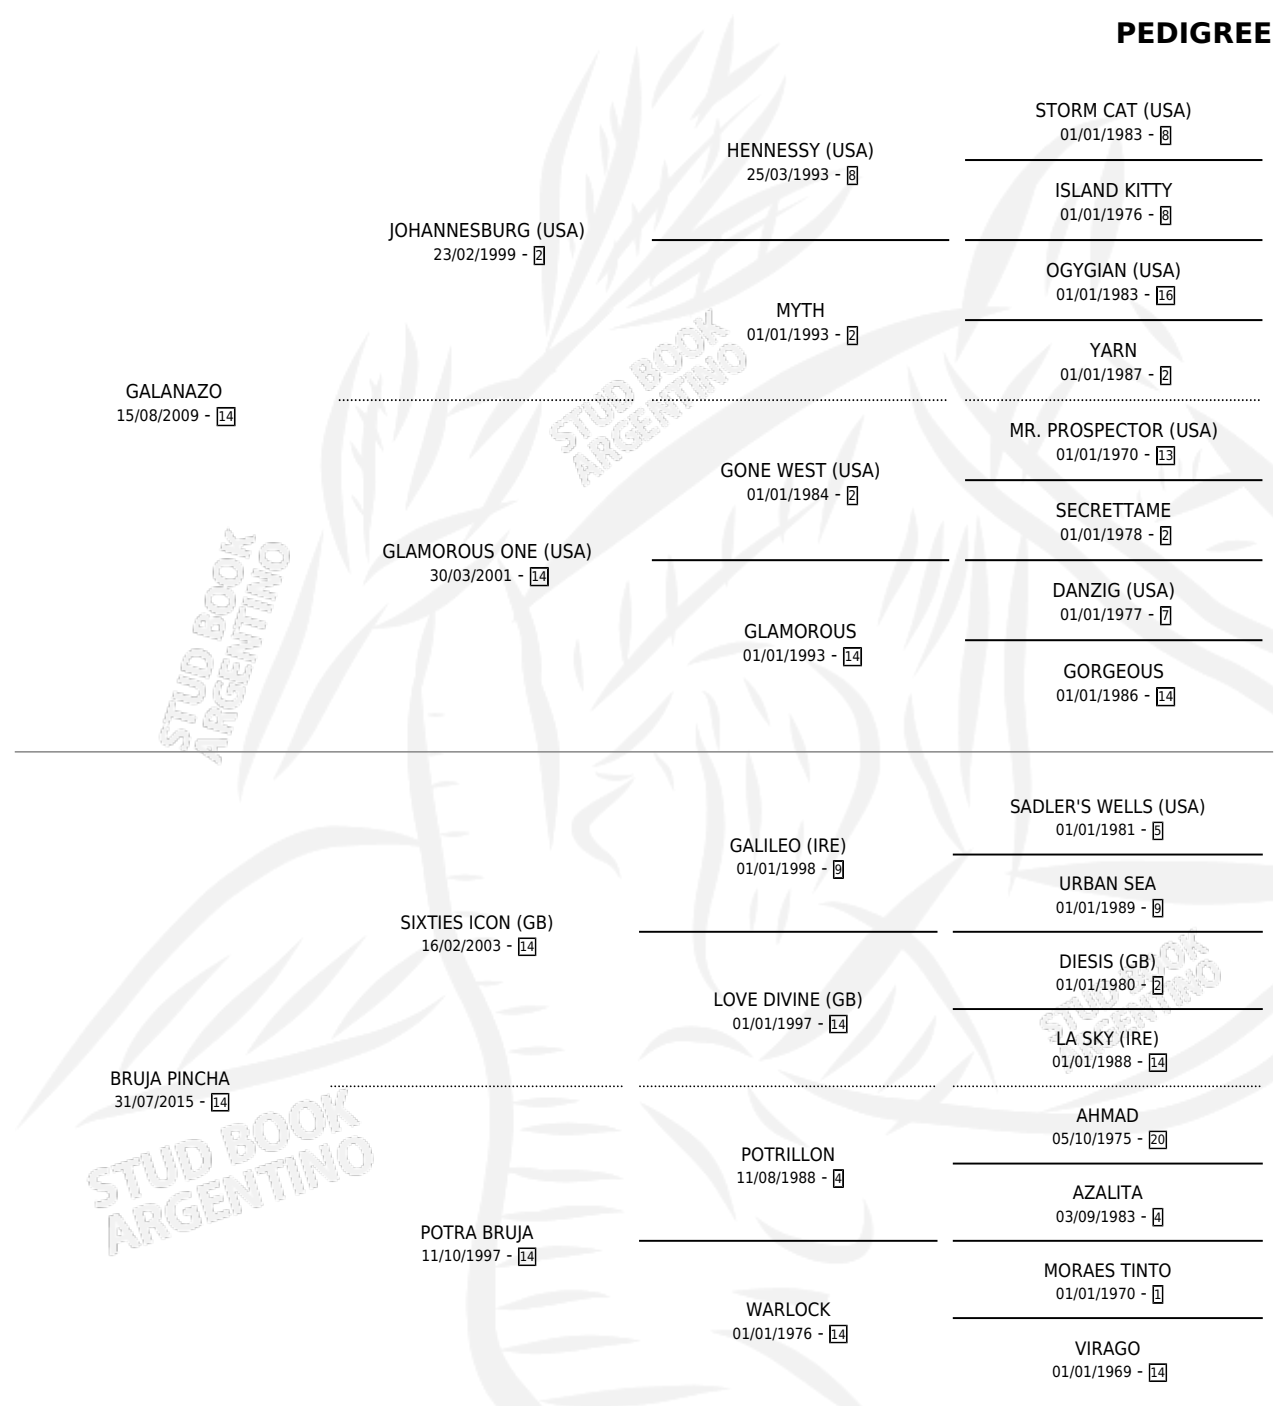 PEDIGREE
STORM CAT (USA)
01/01/1983 - 8
HENNESSY (USA)
25/03/1993 - 8
ISLAND KITTY
01/01/1976 - 8
JOHANNESBURG (USA)
23/02/1999 - 2
OGYGIAN (USA)
01/01/1983 - 16
MYTH
01/01/1993 - 2
YARN
01/01/1987 - 2
GALANAZO
15/08/2009 - 14
MR. PROSPECTOR (USA)
01/01/1970 - 13
GONE WEST (USA)
01/01/1984 - 2
SECRETTAME
01/01/1978 - 2
GLAMOROUS ONE (USA)
30/03/2001 - 14
DANZIG (USA)
01/01/1977 - 7
GLAMOROUS
01/01/1993 - 14
GORGEOUS
01/01/1986 - 14
SADLER'S WELLS (USA)
01/01/1981 - 5
GALILEO (IRE)
01/01/1998 - 9
URBAN SEA
01/01/1989 - 9
SIXTIES ICON (GB)
16/02/2003 - 14
DIESIS (GB)
01/01/1980 - 2
LOVE DIVINE (GB)
01/01/1997 - 14
LA SKY (IRE)
01/01/1988 - 14
BRUJA PINCHA
31/07/2015 - 14
AHMAD
05/10/1975 - 20
POTRILLON
11/08/1988 - 4
AZALITA
03/09/1983 - 4
POTRA BRUJA
11/10/1997 - 14
MORAES TINTO
01/01/1970 - 1
WARLOCK
01/01/1976 - 14
VIRAGO
01/01/1969 - 14
STUD BOOK
ARGENTINO
STUD BOOK
ARGENTINO
STUD BOOK
ARGENTINO
STUD BOOK
ARGENTINO